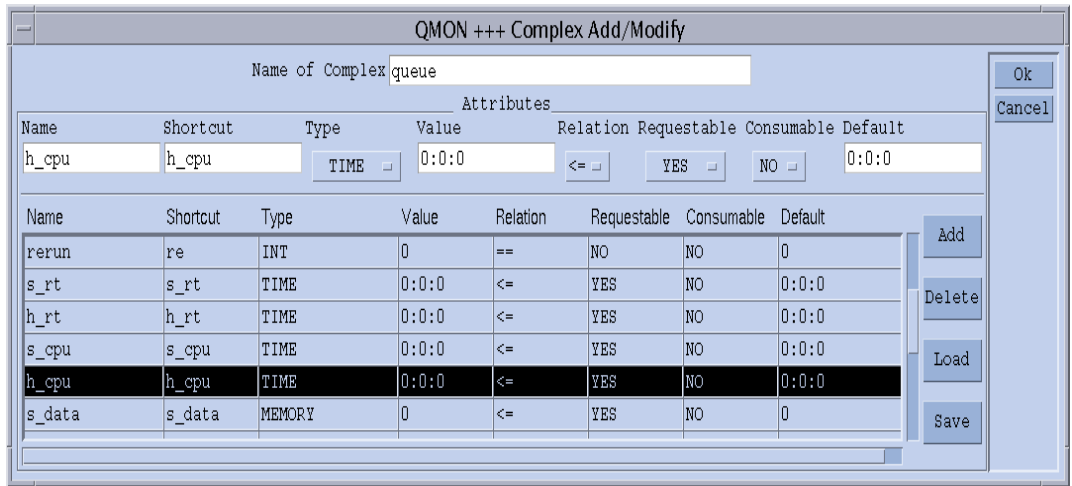 QMON +++ Complex Add/Modify
Name of Complex queue
Ok
Attributes
Cancel
Name Shortcut Type Value Relation Requestable Consumable Default
h_cpu h_cpu TIME 0:0:0 <= YES NO 0:0:0
Name Shortcut Type Value Relation Requestable Consumable Default
Add
rerun re INT 0 == NO NO 0
s_rt s_rt TIME 0:0:0 <= YES NO 0:0:0
Delete
h_rt h_rt TIME 0:0:0 <= YES NO 0:0:0
s_cpu s_cpu TIME 0:0:0 <= YES NO 0:0:0
Load
h_cpu h_cpu TIME 0:0:0 <= YES NO 0:0:0
s_data s_data MEMORY 0 <= YES NO 0
Save